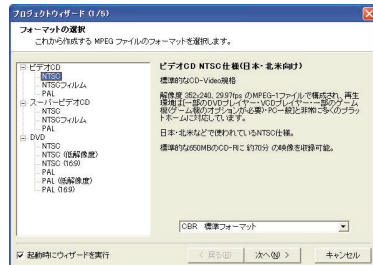 プロジェクトウィザード (1/5)
フォーマットの選択
これから作成する MPEG ファイルのフォーマットを選択します。
ビデオCD
NTSC
NTSCフィルム
PAL
スーパービデオCD
NTSC
NTSCフィルム
PAL
DVD
NTSC
NTSC (低解像度)
NTSC (16:9)
PAL
PAL (低解像度)
PAL (16:9)
ビデオCD NTSC 仕様(日本・北米向け)
標準的なCD-Video規格
解像度 352x240, 29.97fps のMPEG-1ファイルで構成され、再生
環境は一部のDVDプレイヤー・VCDプレイヤー・一部のゲーム
機(ゲーム機のオプションが必要)・PC一般と非常に多くのプラッ
トホームに対応しています。
日本・北米などで使われているNTSC仕様。
標準的な650MBのCD-Rに 約70分 の映像を収録可能。
CBR 標準フォーマット
起動時にウィザードを実行
< 戻る(B)
次へ(N) >
キャンセル